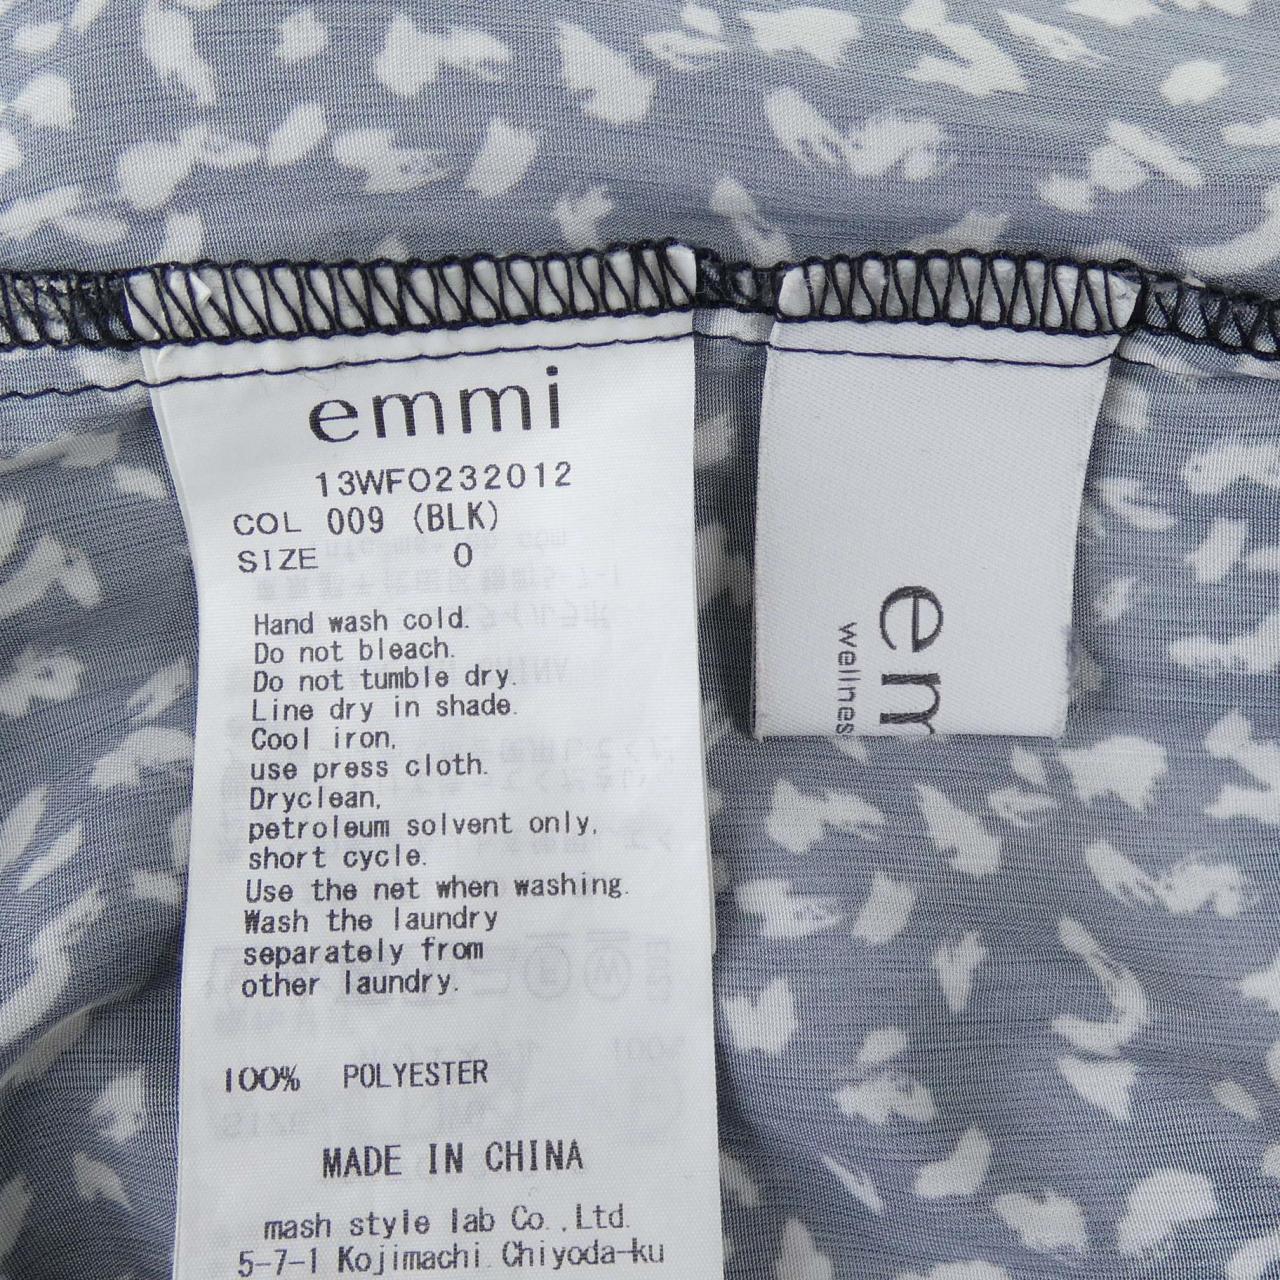 emmi
13WFO232012
COL 009 (BLK)
SIZE 0
Hand wash cold.
Do not bleach.
Do not tumble dry.
Line dry in shade.
Cool iron,
use press cloth.
Dryclean,
petroleum solvent only,
short cycle.
Use the net when washing.
Wash the laundry
separately from
other laundry.
100% POLYESTER
MADE IN CHINA
mash style lab Co.,Ltd.
5-7-1 Kojimachi Chiyoda-ku
em
wellnes